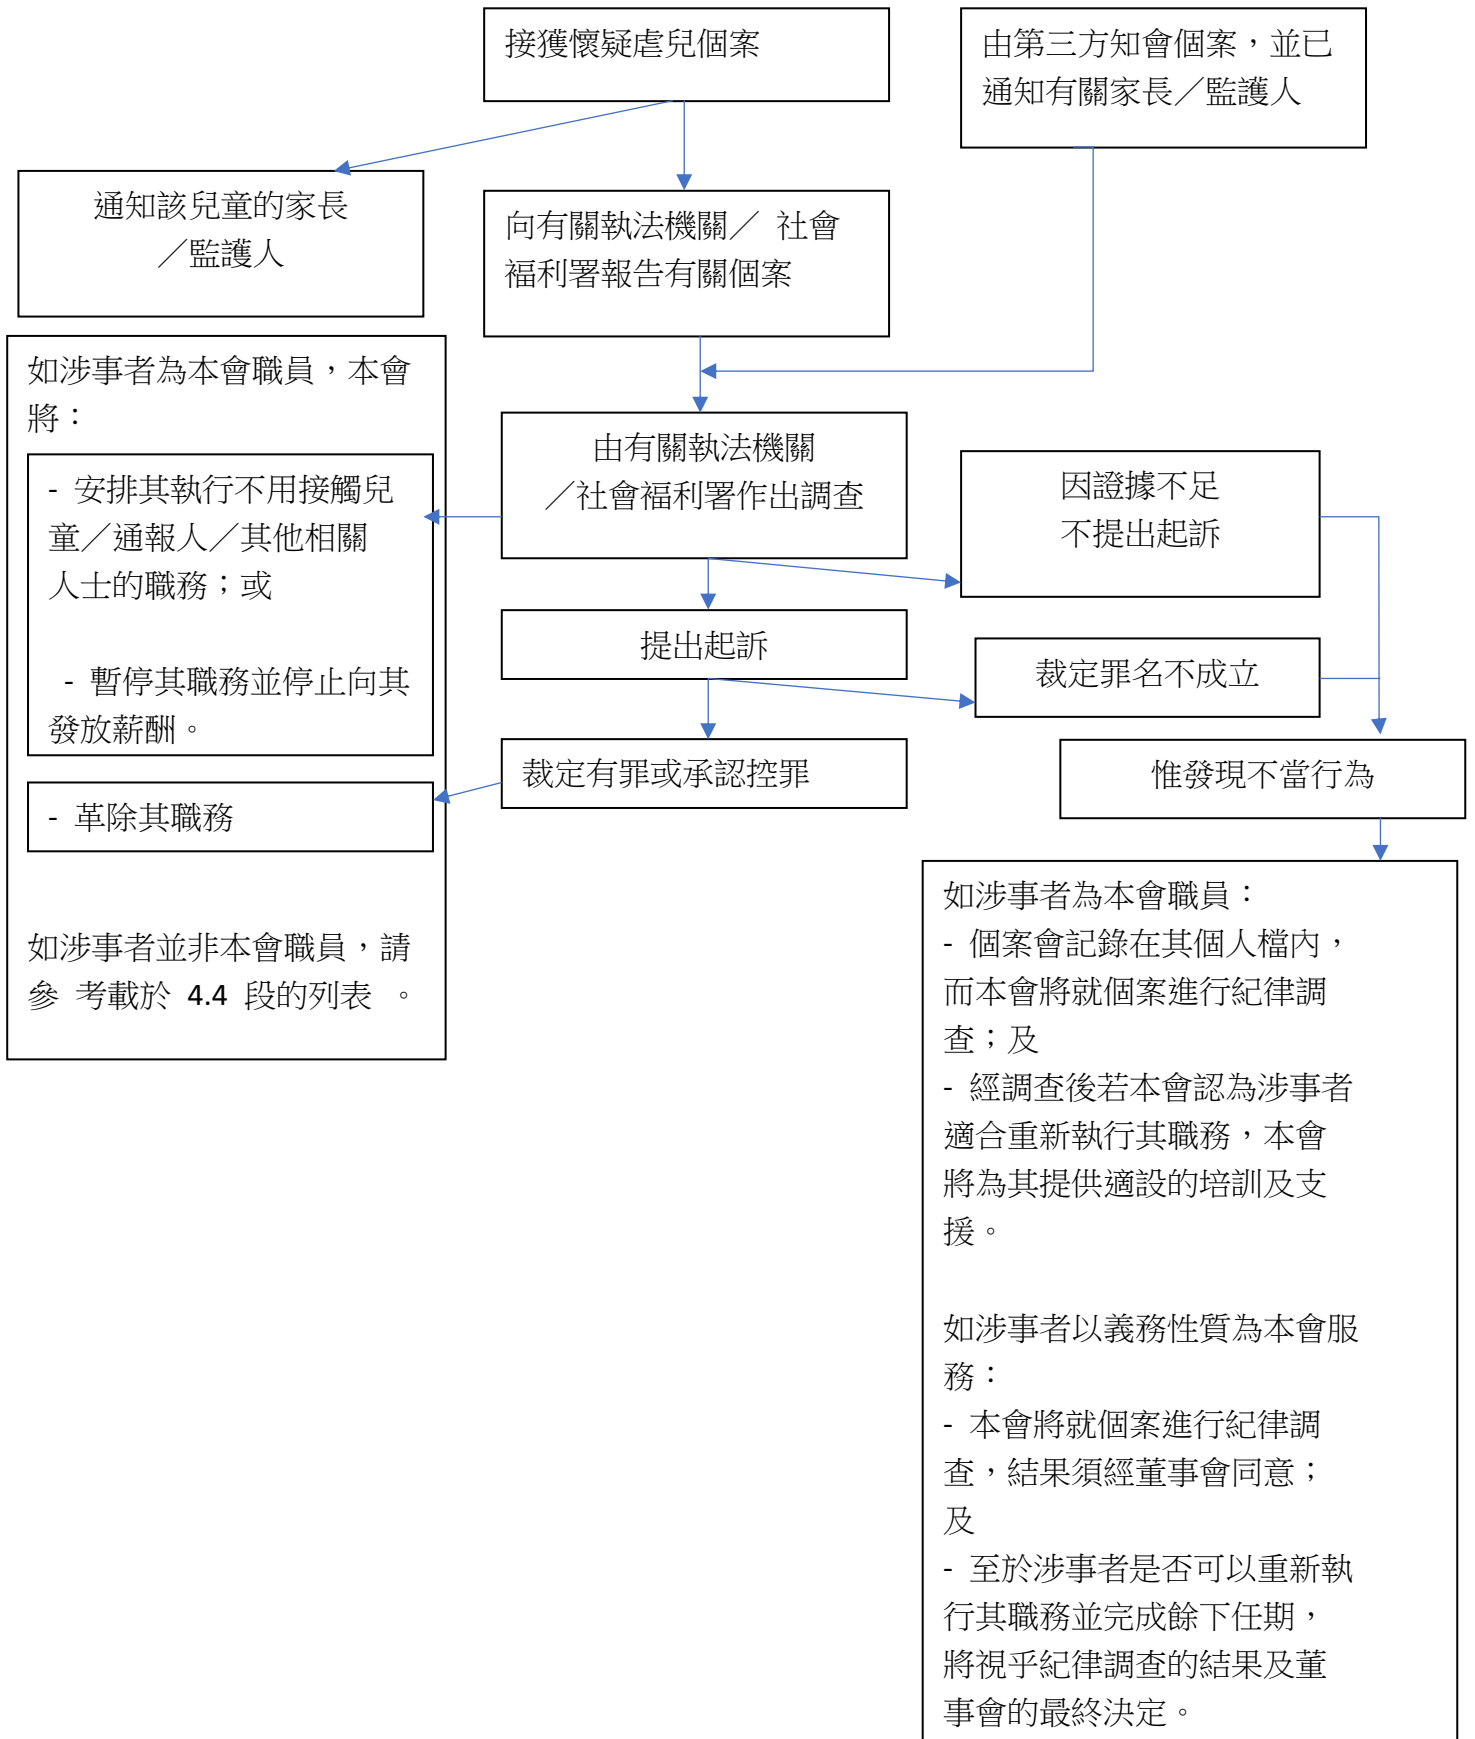 接獲懷疑虐兒個案
由第三方知會個案，並已
通知有關家長／監護人
通知該兒童的家長
／監護人
向有關執法機關／ 社會
福利署報告有關個案
如涉事者為本會職員，本會
將：
- 安排其執行不用接觸兒
童／通報人／其他相關
人士的職務；或
- 暫停其職務並停止向其
發放薪酬。
- 革除其職務
如涉事者並非本會職員，請
參 考載於 4.4 段的列表 。
由有關執法機關
／社會福利署作出調查
因證據不足
不提出起訴
提出起訴
裁定罪名不成立
裁定有罪或承認控罪
惟發現不當行為
如涉事者為本會職員：
- 個案會記錄在其個人檔內，
而本會將就個案進行紀律調
查；及
- 經調查後若本會認為涉事者
適合重新執行其職務，本會
將為其提供適設的培訓及支
援。
如涉事者以義務性質為本會服
務：
- 本會將就個案進行紀律調
查，結果須經董事會同意；
及
- 至於涉事者是否可以重新執
行其職務並完成餘下任期，
將視乎紀律調查的結果及董
事會的最終決定。